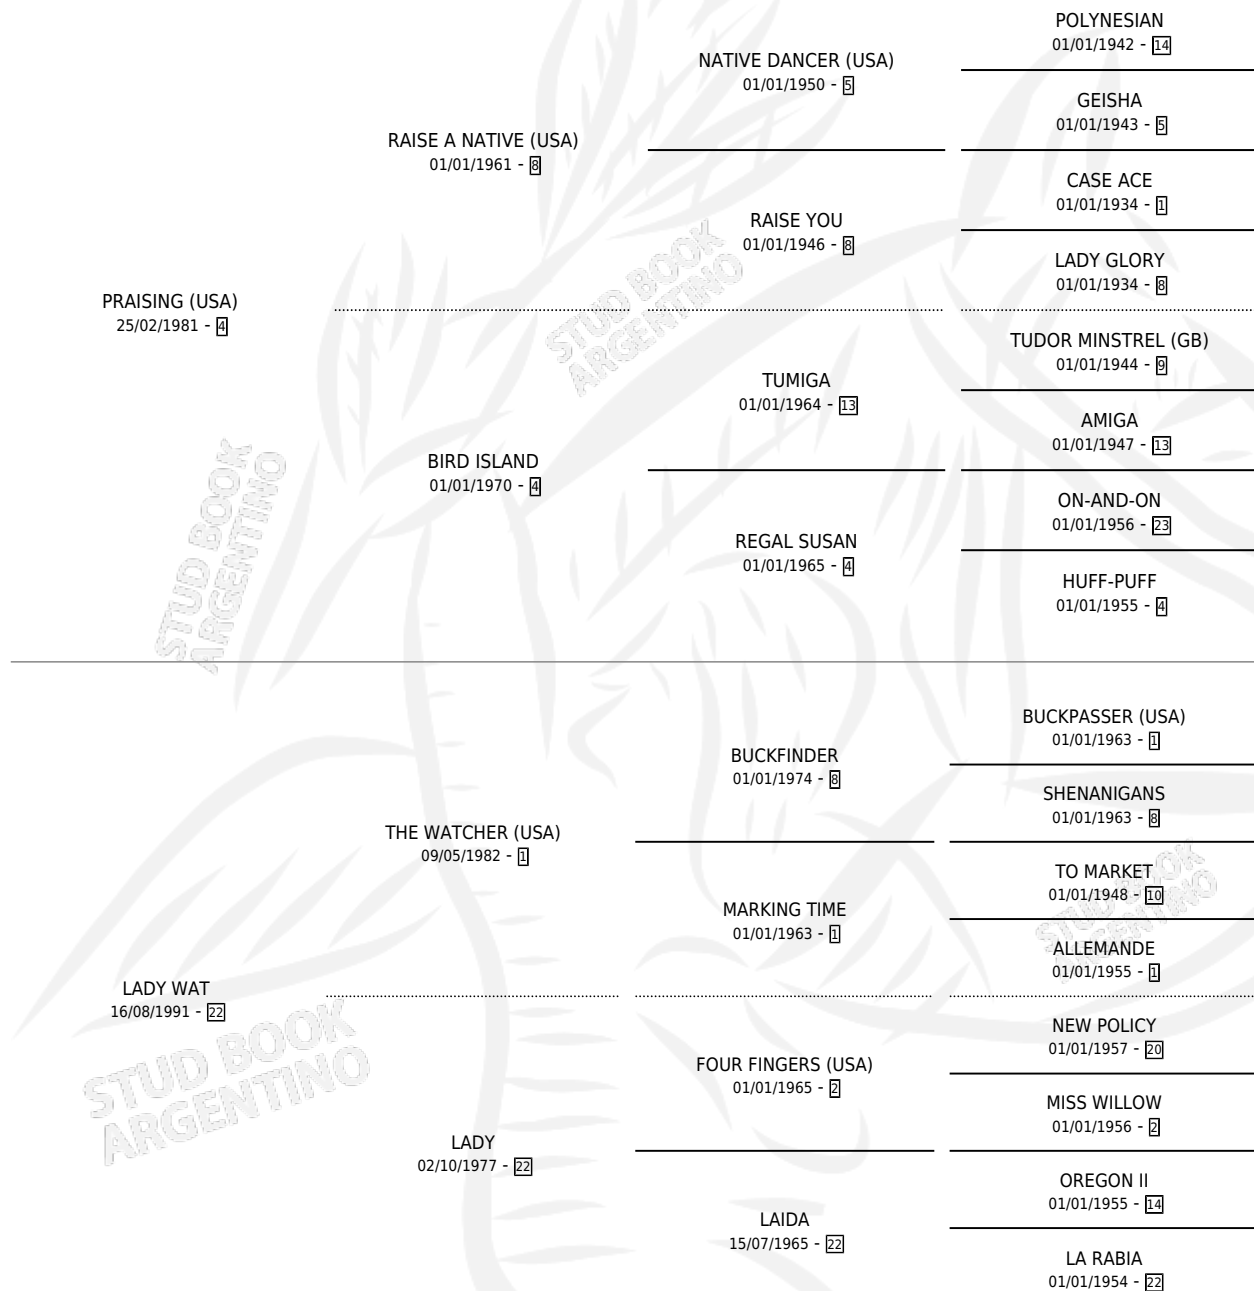 POLYNESIAN
01/01/1942 - 14
NATIVE DANCER (USA)
01/01/1950 - 5
GEISHA
01/01/1943 - 5
RAISE A NATIVE (USA)
01/01/1961 - 8
CASE ACE
01/01/1934 - 1
RAISE YOU
01/01/1946 - 8
LADY GLORY
01/01/1934 - 8
PRAISING (USA)
25/02/1981 - 4
TUDOR MINSTREL (GB)
01/01/1944 - 9
TUMIGA
01/01/1964 - 13
AMIGA
01/01/1947 - 13
BIRD ISLAND
01/01/1970 - 4
ON-AND-ON
01/01/1956 - 23
REGAL SUSAN
01/01/1965 - 4
HUFF-PUFF
01/01/1955 - 4
STUD BOOK
ARGENTINO
STUD BOOK
ARGENTINO
BUCKPASSER (USA)
01/01/1963 - 1
BUCKFINDER
01/01/1974 - 8
SHENANIGANS
01/01/1963 - 8
THE WATCHER (USA)
09/05/1982 - 1
TO MARKET
01/01/1948 - 10
MARKING TIME
01/01/1963 - 1
ALLEMANDE
01/01/1955 - 1
STUD BOOK
ARGENTINO
LADY WAT
16/08/1991 - 22
NEW POLICY
01/01/1957 - 20
FOUR FINGERS (USA)
01/01/1965 - 2
MISS WILLOW
01/01/1956 - 2
LADY
02/10/1977 - 22
OREGON II
01/01/1955 - 14
LAIDA
15/07/1965 - 22
LA RABIA
01/01/1954 - 22
STUD BOOK
ARGENTINO